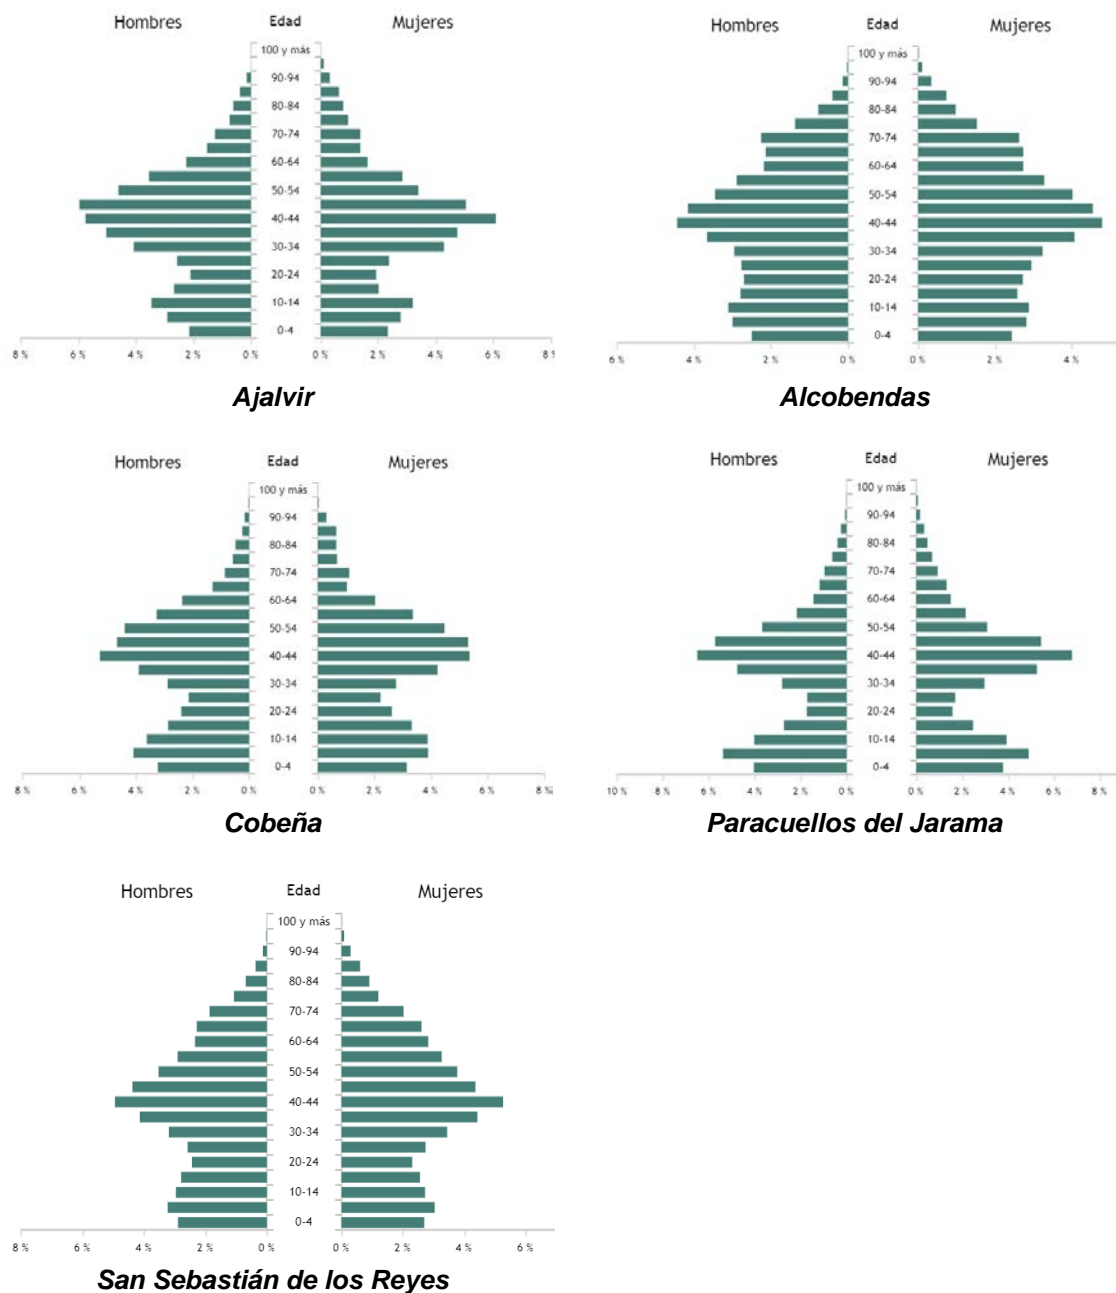 Hombres Edad Mujeres
100 y más
90-94
80-84
70-74
60-64
50-54
40-44
30-34
20-24
10-14
0-4
8 % 6 % 4 % 2 % 0 % 0 % 2 % 4 % 6 % 8 %
Ajalvir
Hombres Edad Mujeres
100 y más
90-94
80-84
70-74
60-64
50-54
40-44
30-34
20-24
10-14
0-4
6 % 4 % 2 % 0 % 0 % 2 % 4 %
Alcobendas
Hombres Edad Mujeres
100 y más
90-94
80-84
70-74
60-64
50-54
40-44
30-34
20-24
10-14
0-4
8 % 6 % 4 % 2 % 0 % 0 % 2 % 4 % 6 % 8 %
Cobeña
Hombres Edad Mujeres
100 y más
90-94
80-84
70-74
60-64
50-54
40-44
30-34
20-24
10-14
0-4
10 % 8 % 6 % 4 % 2 % 0 % 0 % 2 % 4 % 6 % 8 %
Paracuellos del Jarama
Hombres Edad Mujeres
100 y más
90-94
80-84
70-74
60-64
50-54
40-44
30-34
20-24
10-14
0-4
8 % 6 % 4 % 2 % 0 % 0 % 2 % 4 % 6 %
San Sebastián de los Reyes